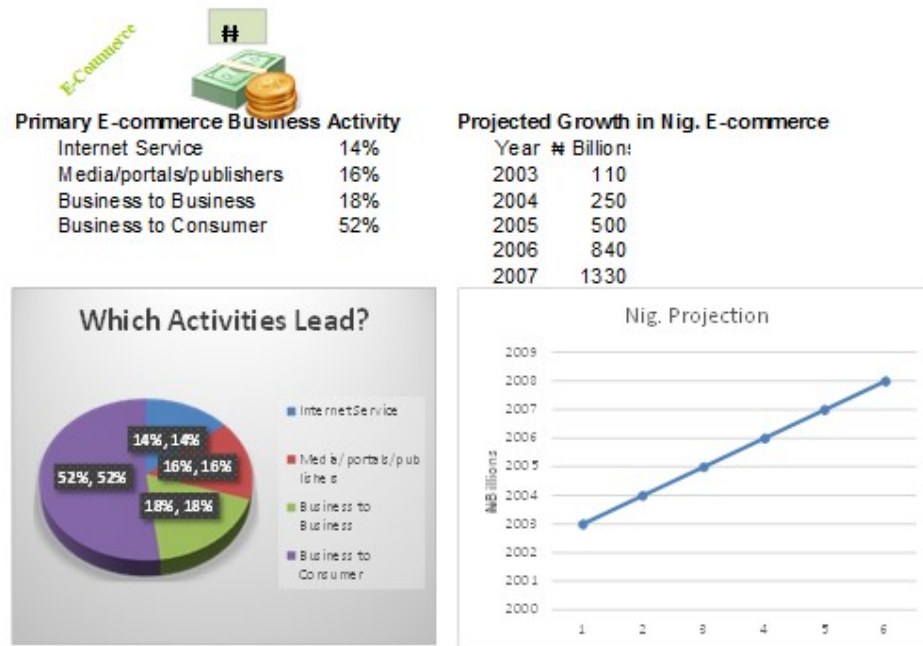 E-Commerce
₦
Primary E-commerce Business Activity
Internet Service 14%
Media/portals/publishers 16%
Business to Business 18%
Business to Consumer 52%
Projected Growth in Nig. E-commerce
Year ₦ Billions
2003 110
2004 250
2005 500
2006 840
2007 1330
Which Activities Lead?
14%, 14%
16%, 16%
52%, 52%
18%, 18%
Internet Service
Media/portals/pub
lishers
Business to
Business
Business to
Consumer
Nig. Projection
₦Billions
2009
2008
2007
2006
2005
2004
2003
2002
2001
2000
1 2 3 4 5 6